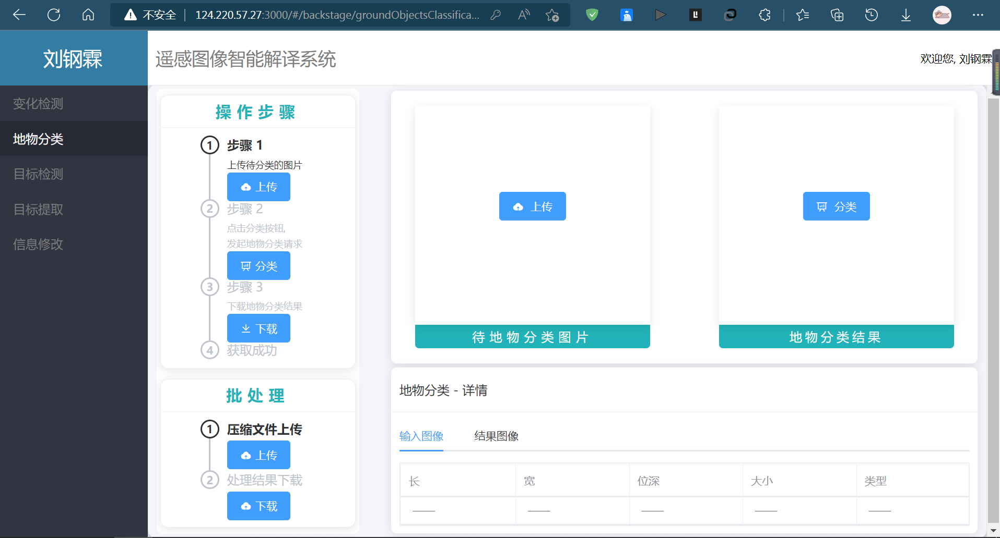 不安全
124.220.57.27:3000/#/backstage/groundObjectsClassifica...
刘钢霖
遥感图像智能解译系统
欢迎您, 刘钢霖
变化检测
地物分类
目标检测
目标提取
信息修改
操作步骤
1 步骤 1
上传待分类的图片
上传
2 步骤 2
点击分类按钮,
发起地物分类请求
分类
3 步骤 3
下载地物分类结果
下载
4 获取成功
批处理
1 压缩文件上传
上传
2 处理结果下载
下载
上传
待地物分类图片
分类
地物分类结果
地物分类 - 详情
输入图像 结果图像
长 宽 位深 大小 类型
—— —— —— —— ——